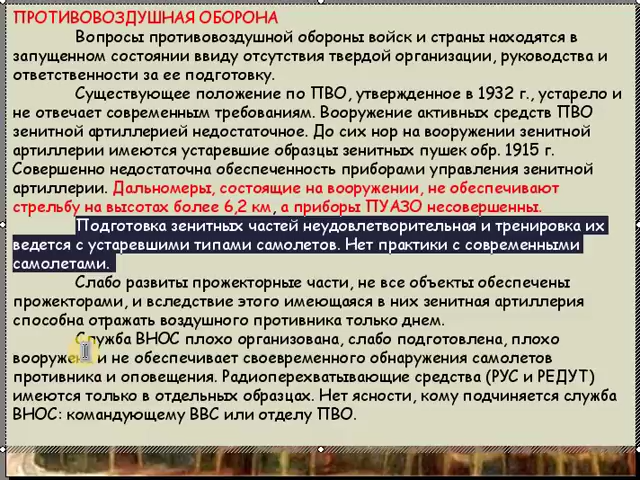 ПРОТИВОВОЗДУШНАЯ ОБОРОНА
Вопросы противовоздушной обороны войск и страны находятся в
запущенном состоянии ввиду отсутствия твердой организации, руководства и
ответственности за ее подготовку.
Существующее положение по ПВО, утвержденное в 1932 г., устарело и
не отвечает современным требованиям. Вооружение активных средств ПВО
зенитной артиллерией недостаточное. До сих нор на вооружении зенитной
артиллерии имеются устаревшие образцы зенитных пушек обр. 1915 г.
Совершенно недостаточна обеспеченность приборами управления зенитной
артиллерии. Дальномеры, состоящие на вооружении, не обеспечивают
стрельбу на высотах более 6,2 км, а приборы ПУАЗО несовершенны.
Подготовка зенитных частей неудовлетворительная и тренировка их
ведется с устаревшими типами самолетов. Нет практики с современными
самолетами.
Слабо развиты прожекторные части, не все объекты обеспечены
прожекторами, и вследствие этого имеющаяся в них зенитная артиллерия
способна отражать воздушного противника только днем.
Служба ВНОС плохо организована, слабо подготовлена, плохо
вооружена и не обеспечивает своевременного обнаружения самолетов
противника и оповещения. Радиоперехватывающие средства (РУС и РЕДУТ)
имеются только в отдельных образцах. Нет ясности, кому подчиняется служба
ВНОС: командующему ВВС или отделу ПВО.